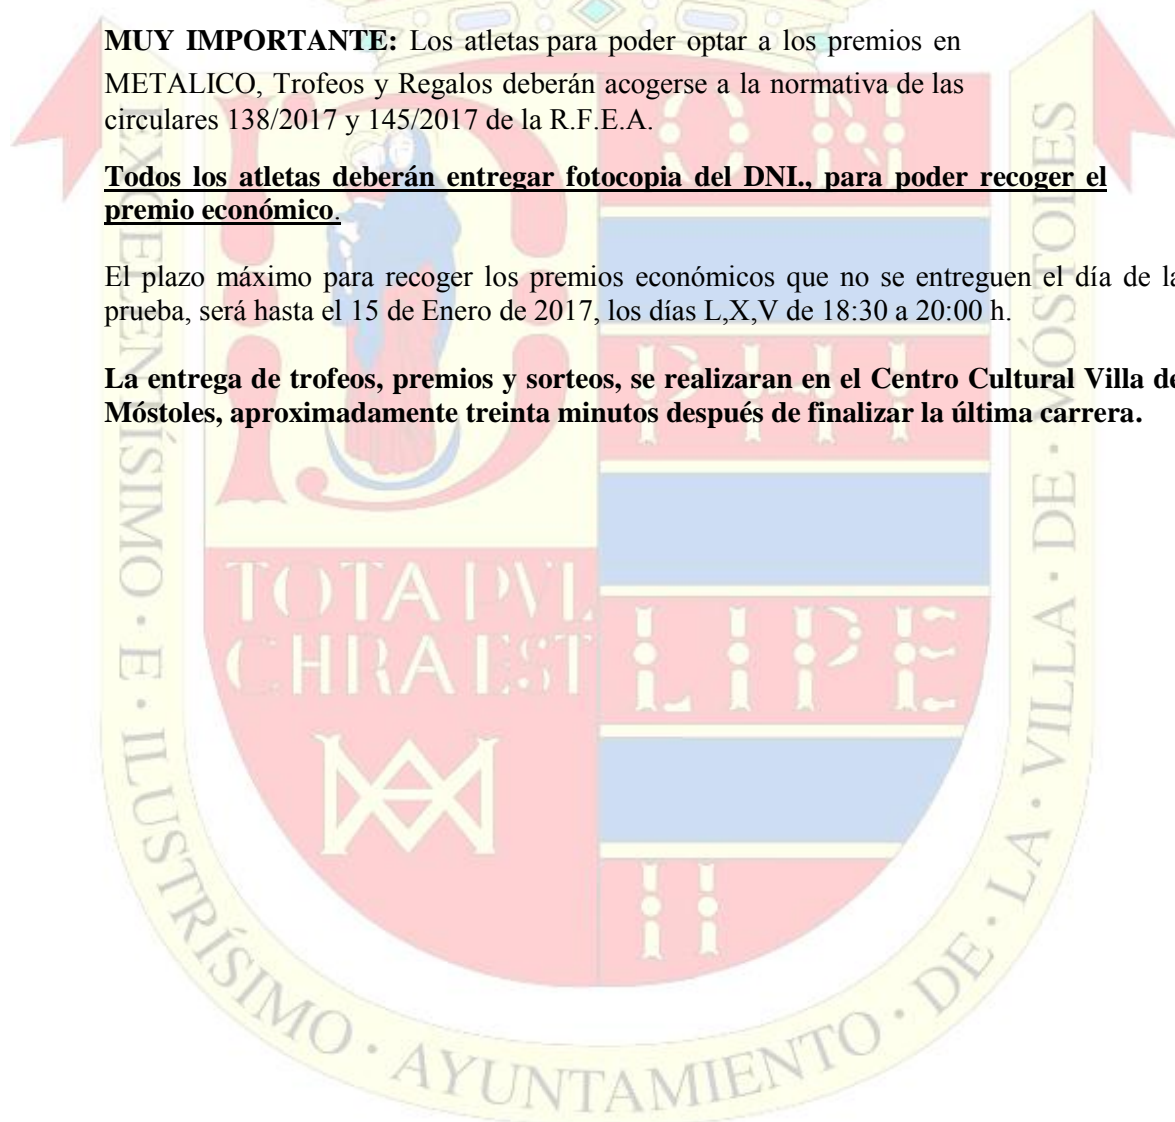 MUY IMPORTANTE: Los atletas para poder optar a los premios en
METALICO, Trofeos y Regalos deberán acogerse a la normativa de las
circulares 138/2017 y 145/2017 de la R.F.E.A.
Todos los atletas deberán entregar fotocopia del DNI., para poder recoger el
premio económico.
El plazo máximo para recoger los premios económicos que no se entreguen el día de la
prueba, será hasta el 15 de Enero de 2017, los días L,X,V de 18:30 a 20:00 h.
La entrega de trofeos, premios y sorteos, se realizaran en el Centro Cultural Villa de
Móstoles, aproximadamente treinta minutos después de finalizar la última carrera.
EXCELENTÍSIMO · E · ILUSTRÍSIMO · AYUNTAMIENTO · DE · LA · VILLA · DE · MÓSTOLES
D
ON
PHI
TOTA PVL
CHRA EST
LIPE
II